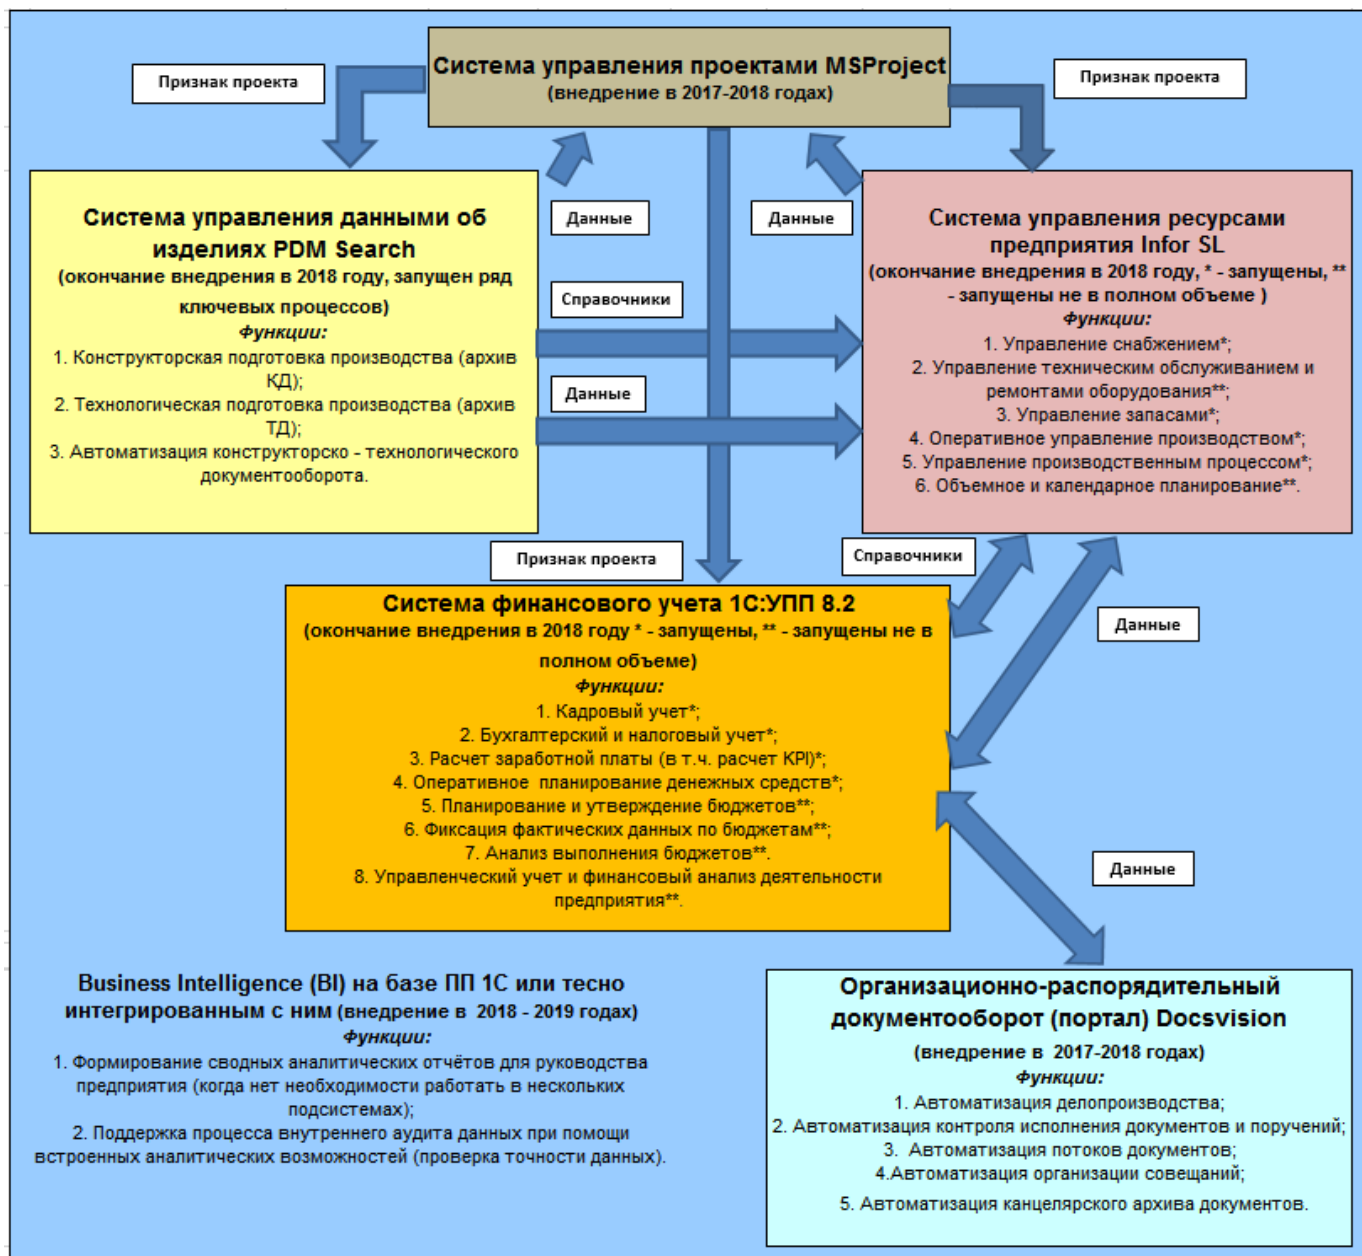 Система управления проектами MSProject
(внедрение в 2017-2018 годах)
Признак проекта
Признак проекта
Система управления данными об
изделиях PDM Search
(окончание внедрения в 2018 году, запущен ряд
ключевых процессов)
Функции:
1. Конструкторская подготовка производства (архив
КД);
2. Технологическая подготовка производства (архив
ТД);
3. Автоматизация конструкторско - технологического
документооборота.
Данные
Данные
Справочники
Данные
Система управления ресурсами
предприятия Infor SL
(окончание внедрения в 2018 году, * - запущены, **
- запущены не в полном объеме )
Функции:
1. Управление снабжением*;
2. Управление техническим обслуживанием и
ремонтами оборудования**;
3. Управление запасами*;
4. Оперативное управление производством*;
5. Управление производственным процессом*;
6. Объемное и календарное планирование**.
Признак проекта
Справочники
Система финансового учета 1С:УПП 8.2
(окончание внедрения в 2018 году * - запущены, ** - запущены не в
полном объеме)
Функции:
1. Кадровый учет*;
2. Бухгалтерский и налоговый учет*;
3. Расчет заработной платы (в т.ч. расчет KPI)*;
4. Оперативное  планирование денежных средств*;
5. Планирование и утверждение бюджетов**;
6. Фиксация фактических данных по бюджетам**;
7. Анализ выполнения бюджетов**.
8. Управленческий учет и финансовый анализ деятельности
предприятия**.
Данные
Данные
Business Intelligence (BI) на базе ПП 1С или тесно
интегрированным с ним (внедрение в  2018 - 2019 годах)
Функции:
1. Формирование сводных аналитических отчётов для руководства
предприятия (когда нет необходимости работать в нескольких
подсистемах);
2. Поддержка процесса внутреннего аудита данных при помощи
встроенных аналитических возможностей (проверка точности данных).
Организационно-распорядительный
документооборот (портал) Docsvision
(внедрение в  2017-2018 годах)
Функции:
1. Автоматизация делопроизводства;
2. Автоматизация контроля исполнения документов и поручений;
3.  Автоматизация потоков документов;
4.Автоматизация организации совещаний;
5. Автоматизация канцелярского архива документов.